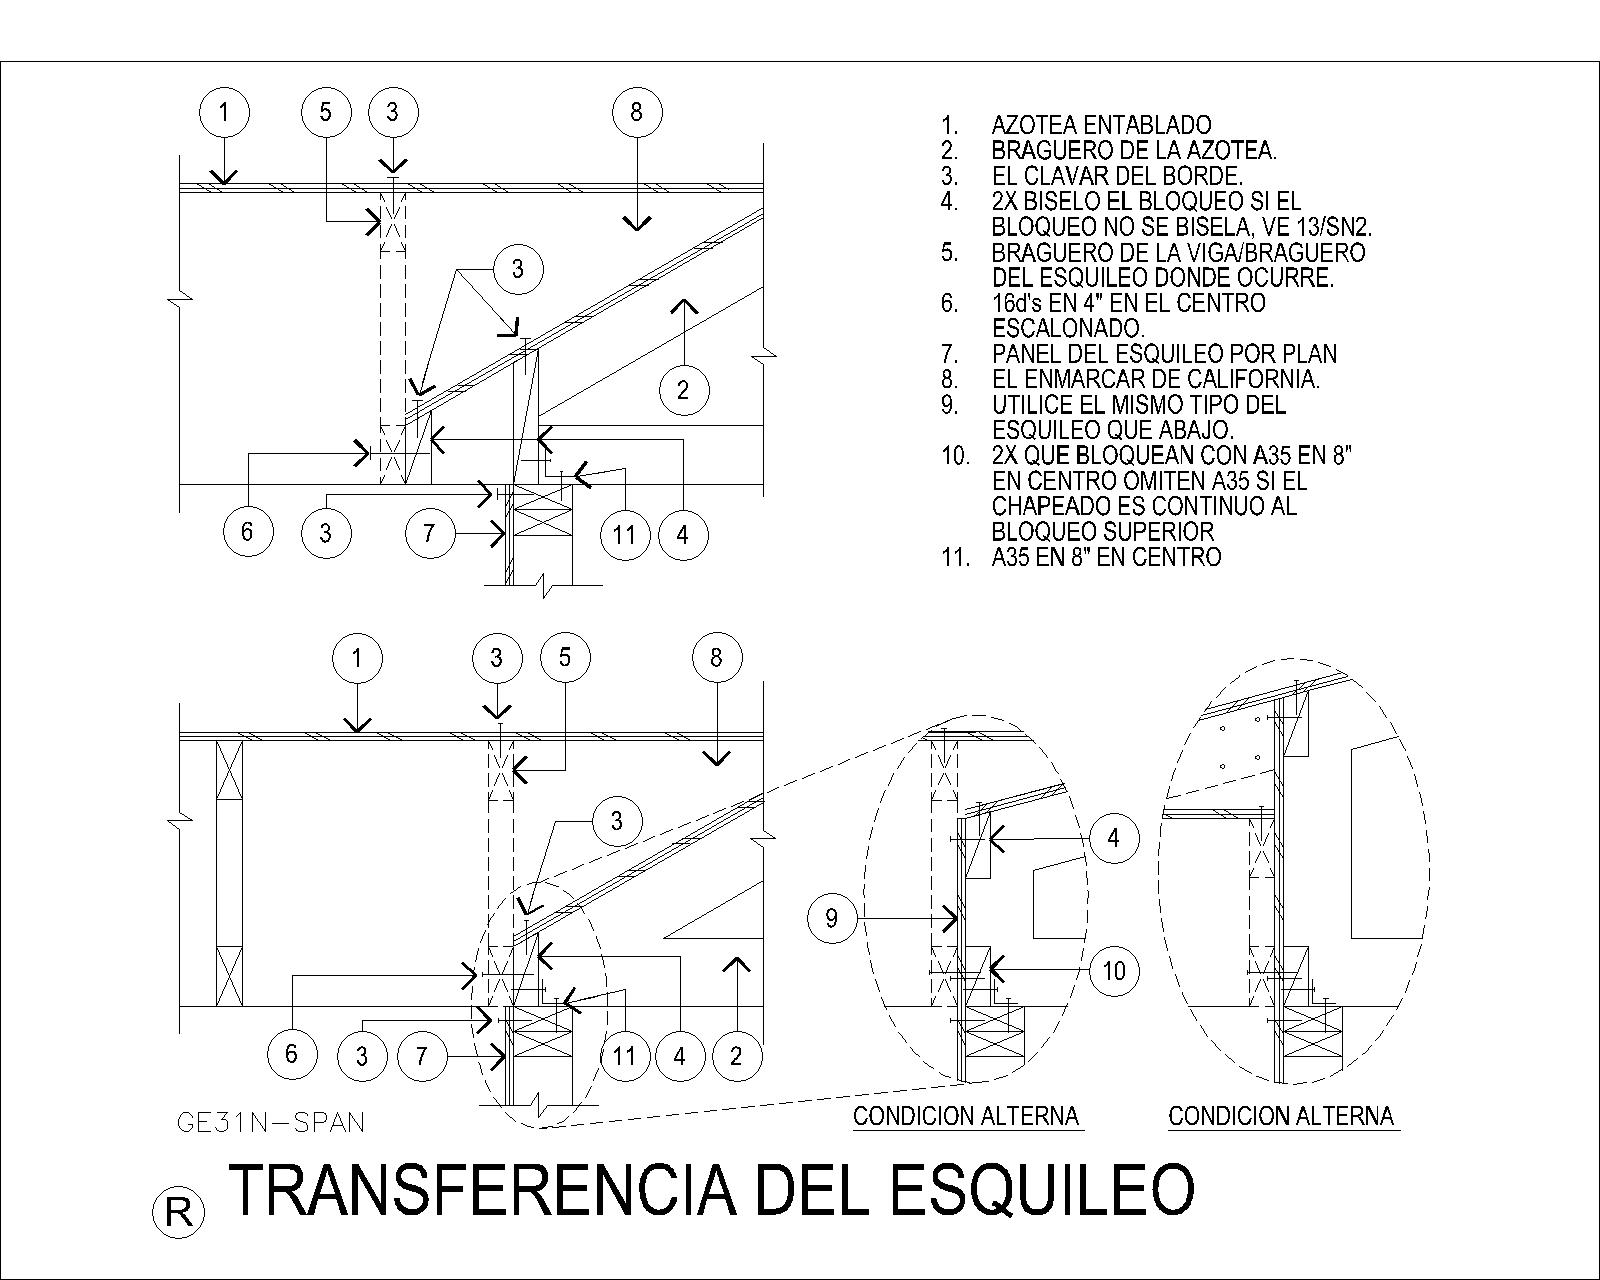 1 5 3 8
3
2
6 3 7 11 4
1. AZOTEA ENTABLADO
2. BRAGUERO DE LA AZOTEA.
3. EL CLAVAR DEL BORDE.
4. 2X BISELO EL BLOQUEO SI EL
BLOQUEO NO SE BISELA, VE 13/SN2.
5. BRAGUERO DE LA VIGA/BRAGUERO
DEL ESQUILEO DONDE OCURRE.
6. 16d's EN 4" EN EL CENTRO
ESCALONADO.
7. PANEL DEL ESQUILEO POR PLAN
8. EL ENMARCAR DE CALIFORNIA.
9. UTILICE EL MISMO TIPO DEL
ESQUILEO QUE ABAJO.
10. 2X QUE BLOQUEAN CON A35 EN 8"
EN CENTRO OMITEN A35 SI EL
CHAPEADO ES CONTINUO AL
BLOQUEO SUPERIOR
11. A35 EN 8" EN CENTRO
1 3 5 8
3
6 3 7 11 4 2
4
9
10
GE31N-SPAN
CONDICION ALTERNA
CONDICION ALTERNA
R TRANSFERENCIA DEL ESQUILEO